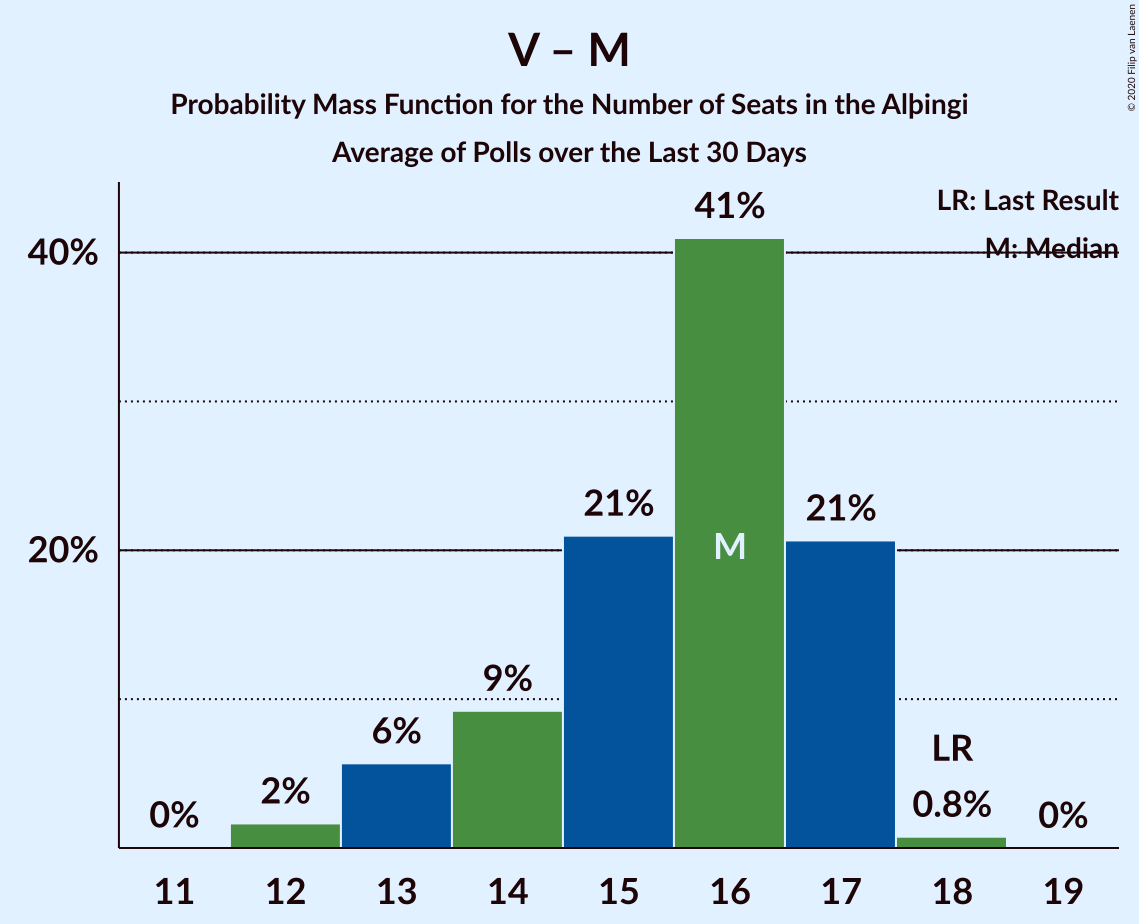 V – M
Probability Mass Function for the Number of Seats in the Alþingi
Average of Polls over the Last 30 Days
© 2020 Filip van Laenen
LR: Last Result
M: Median
41%
40%
21%
21%
M
20%
9%
6%
LR
2%
0.8%
0%
0%
11 12 13 14 15 16 17 18 19